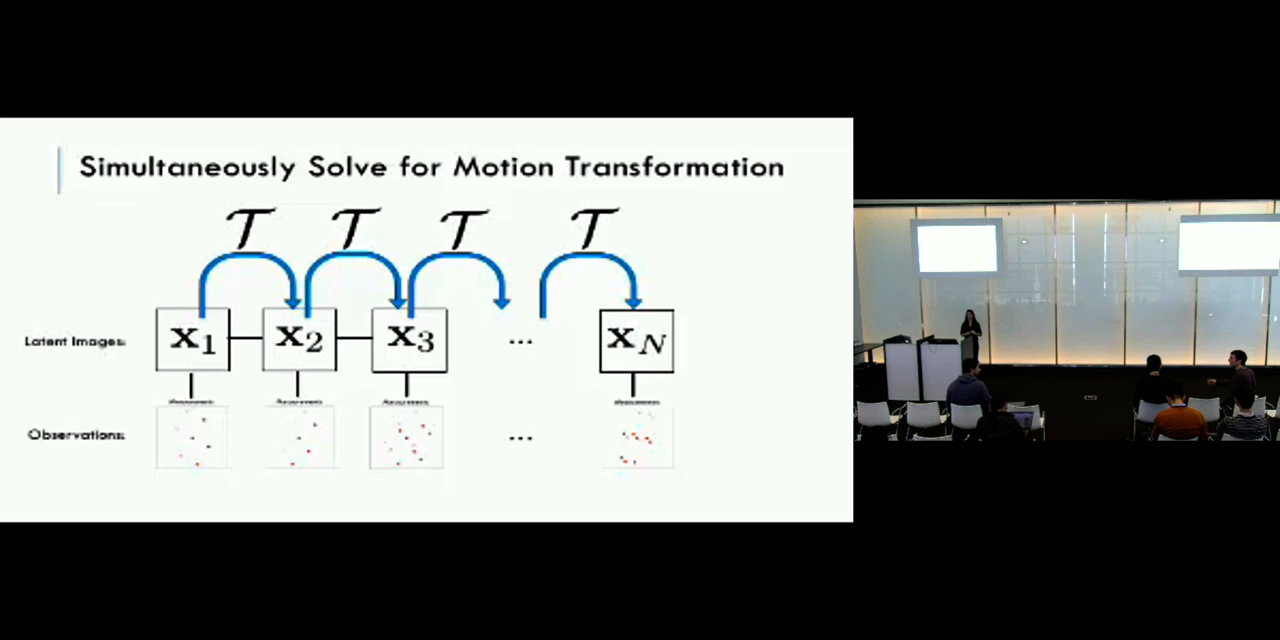 Simultaneously Solve for Motion Transformation
𝒯 𝒯 𝒯 𝒯
Latent Images:
x₁ x₂ x₃ ... x_N
Observations:
...